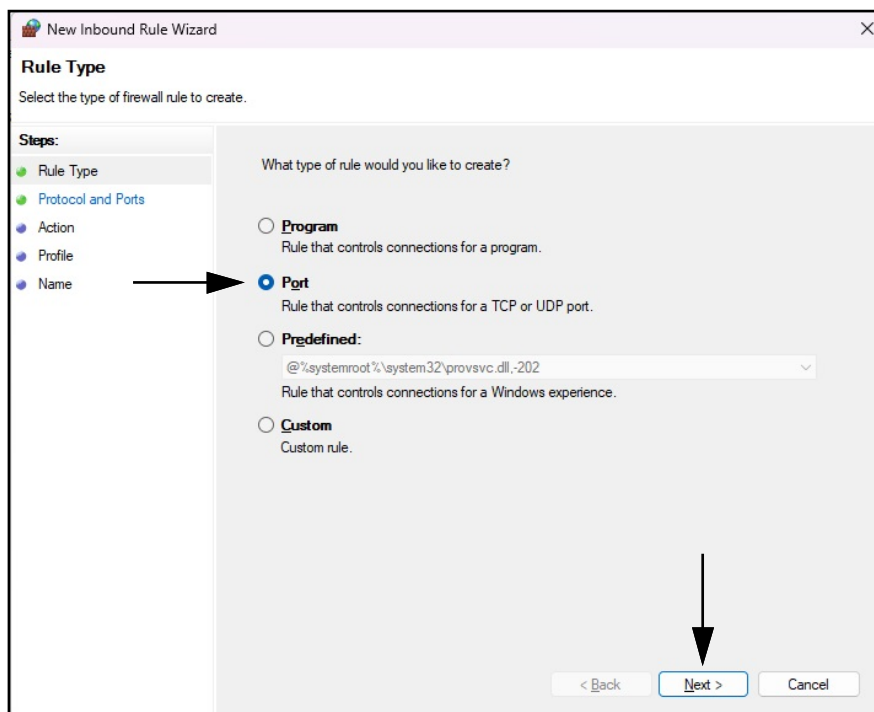 New Inbound Rule Wizard
Rule Type
Select the type of firewall rule to create.
Steps:
Rule Type
Protocol and Ports
Action
Profile
Name
What type of rule would you like to create?
Program
Rule that controls connections for a program.
Port
Rule that controls connections for a TCP or UDP port.
Predefined:
@%systemroot%\system32\provsvc.dll,-202
Rule that controls connections for a Windows experience.
Custom
Custom rule.
< Back Next > Cancel